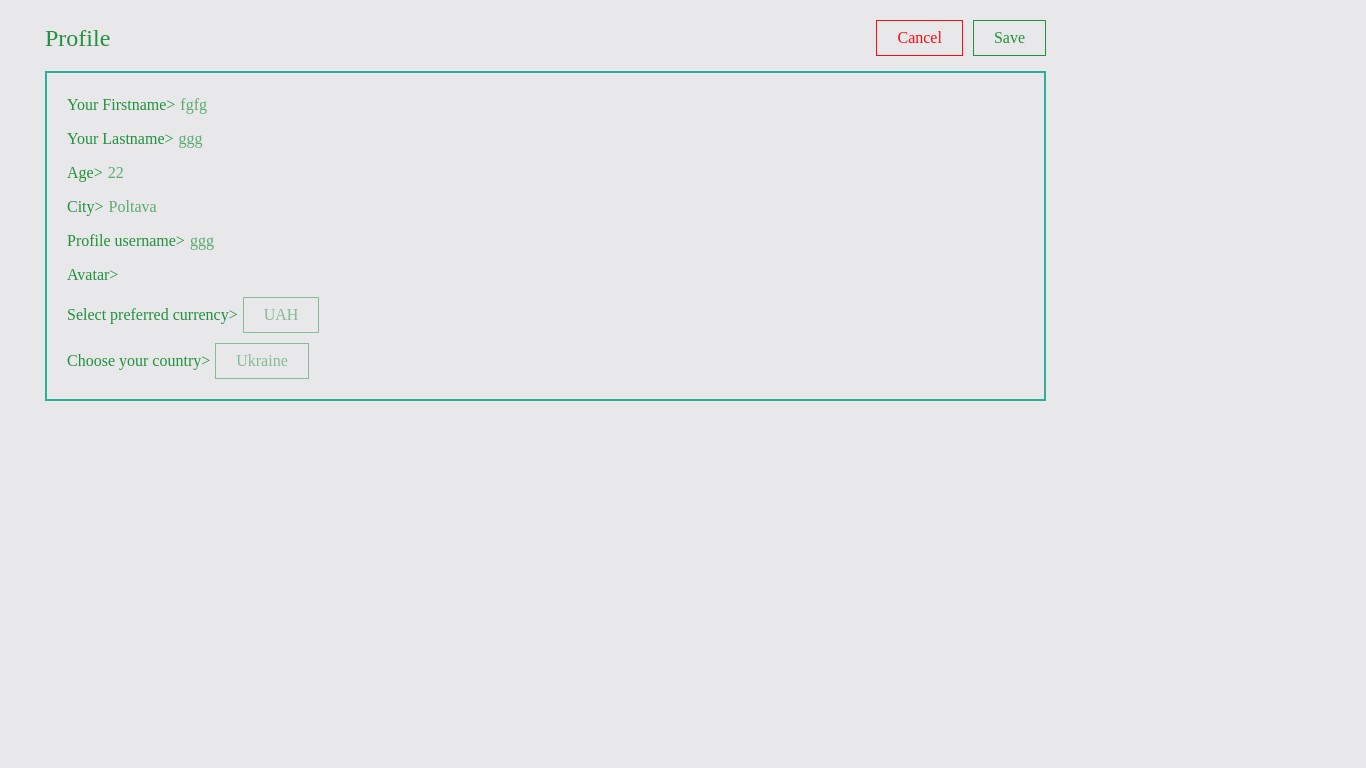 Profile
Cancel
Save
Your Firstname> fgfg
Your Lastname> ggg
Age> 22
City> Poltava
Profile username> ggg
Avatar>
Select preferred currency> UAH
Choose your country> Ukraine